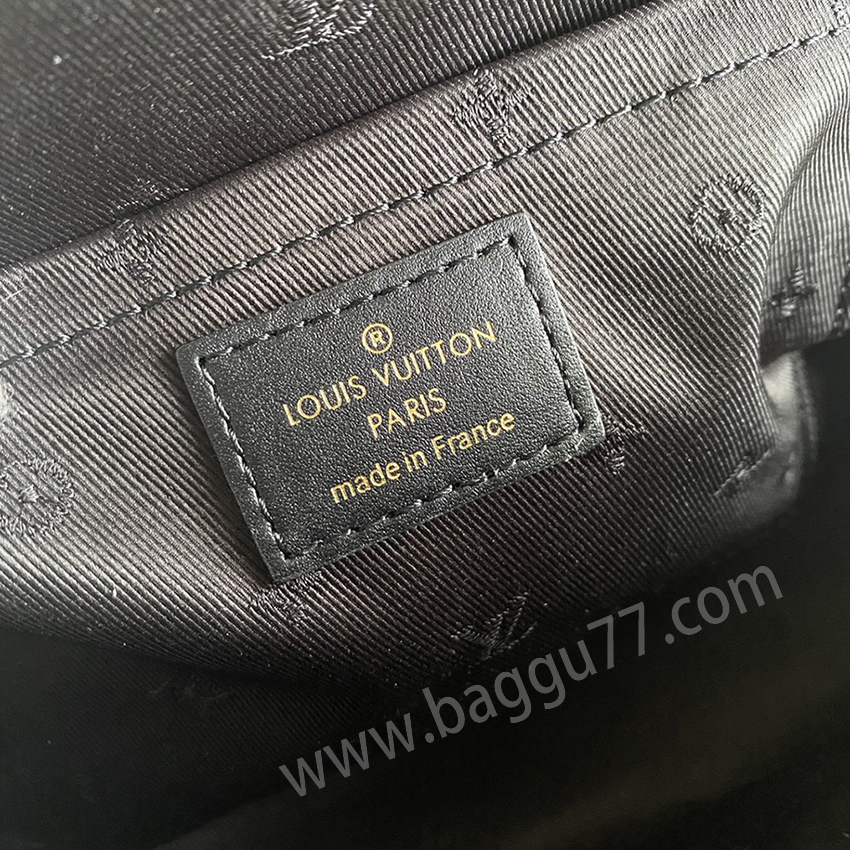 ®
LOUIS VUITTON
PARIS
made in France
www.baggu77.com